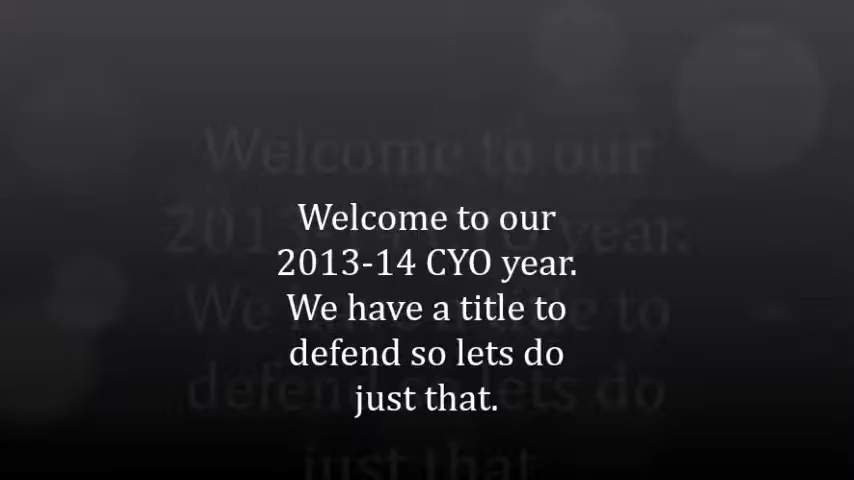 Welcome to our
2013-14 CYO year.
We have a title to
defend so lets do
just that.